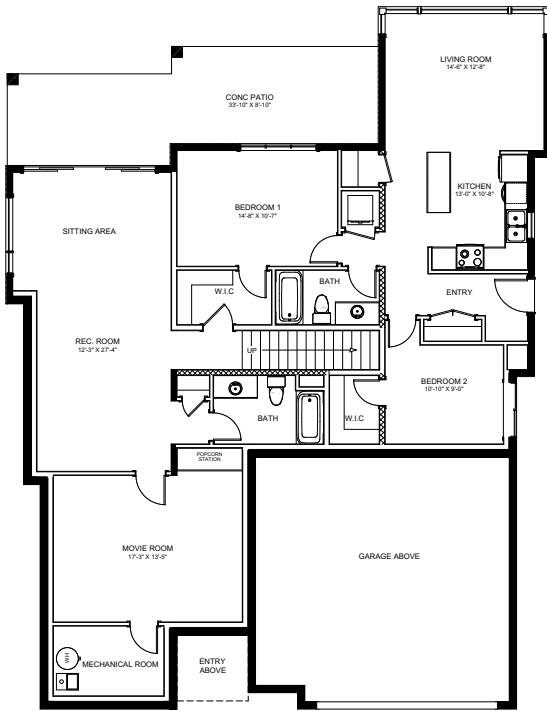 LIVING ROOM
14'-6" X 12'-8"
CONC PATIO
33'-10" X 8'-10"
KITCHEN
13'-0" X 10'-8"
BEDROOM 1
14'-8" X 10'-7"
SITTING AREA
BATH
W.I.C
ENTRY
REC. ROOM
12'-3" X 27'-4"
UP
BEDROOM 2
10'-10" X 9'-0"
BATH
W.I.C
POPCORN
STATION
MOVIE ROOM
17'-3" X 13'-5"
GARAGE ABOVE
WH
MECHANICAL ROOM
ENTRY
ABOVE